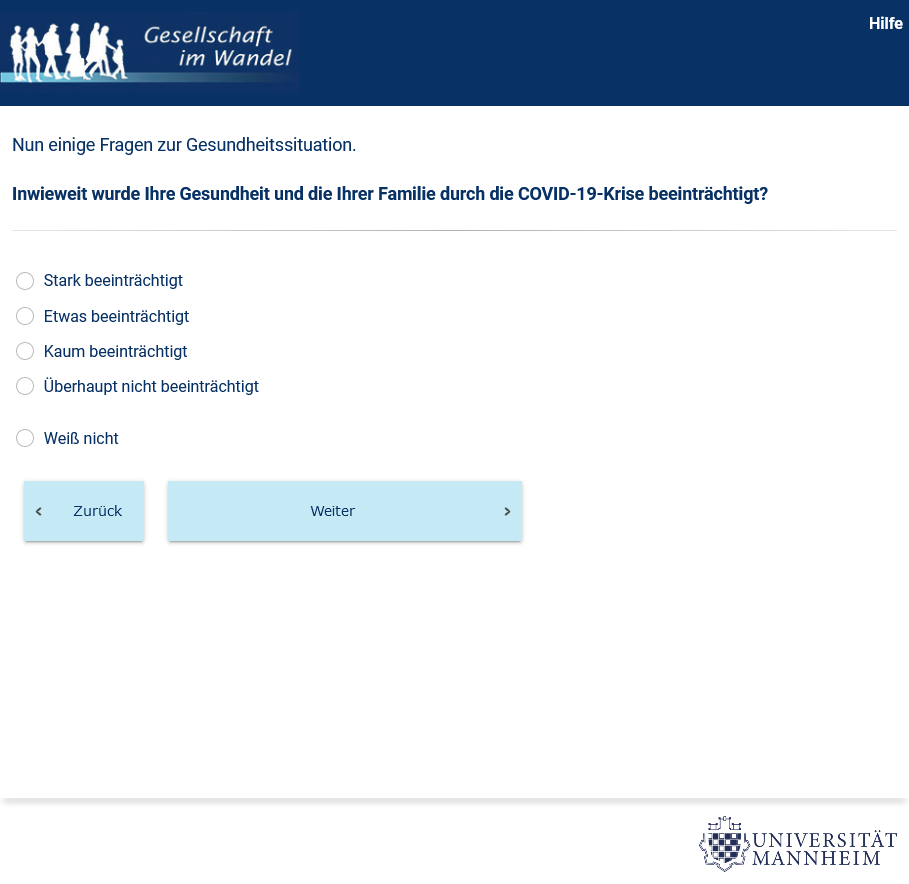 Gesellschaft
im Wandel
Hilfe
Nun einige Fragen zur Gesundheitssituation.
Inwieweit wurde Ihre Gesundheit und die Ihrer Familie durch die COVID-19-Krise beeinträchtigt?
Stark beeinträchtigt
Etwas beeinträchtigt
Kaum beeinträchtigt
Überhaupt nicht beeinträchtigt
Weiß nicht
Zurück
Weiter
UNIVERSITÄT
MANNHEIM